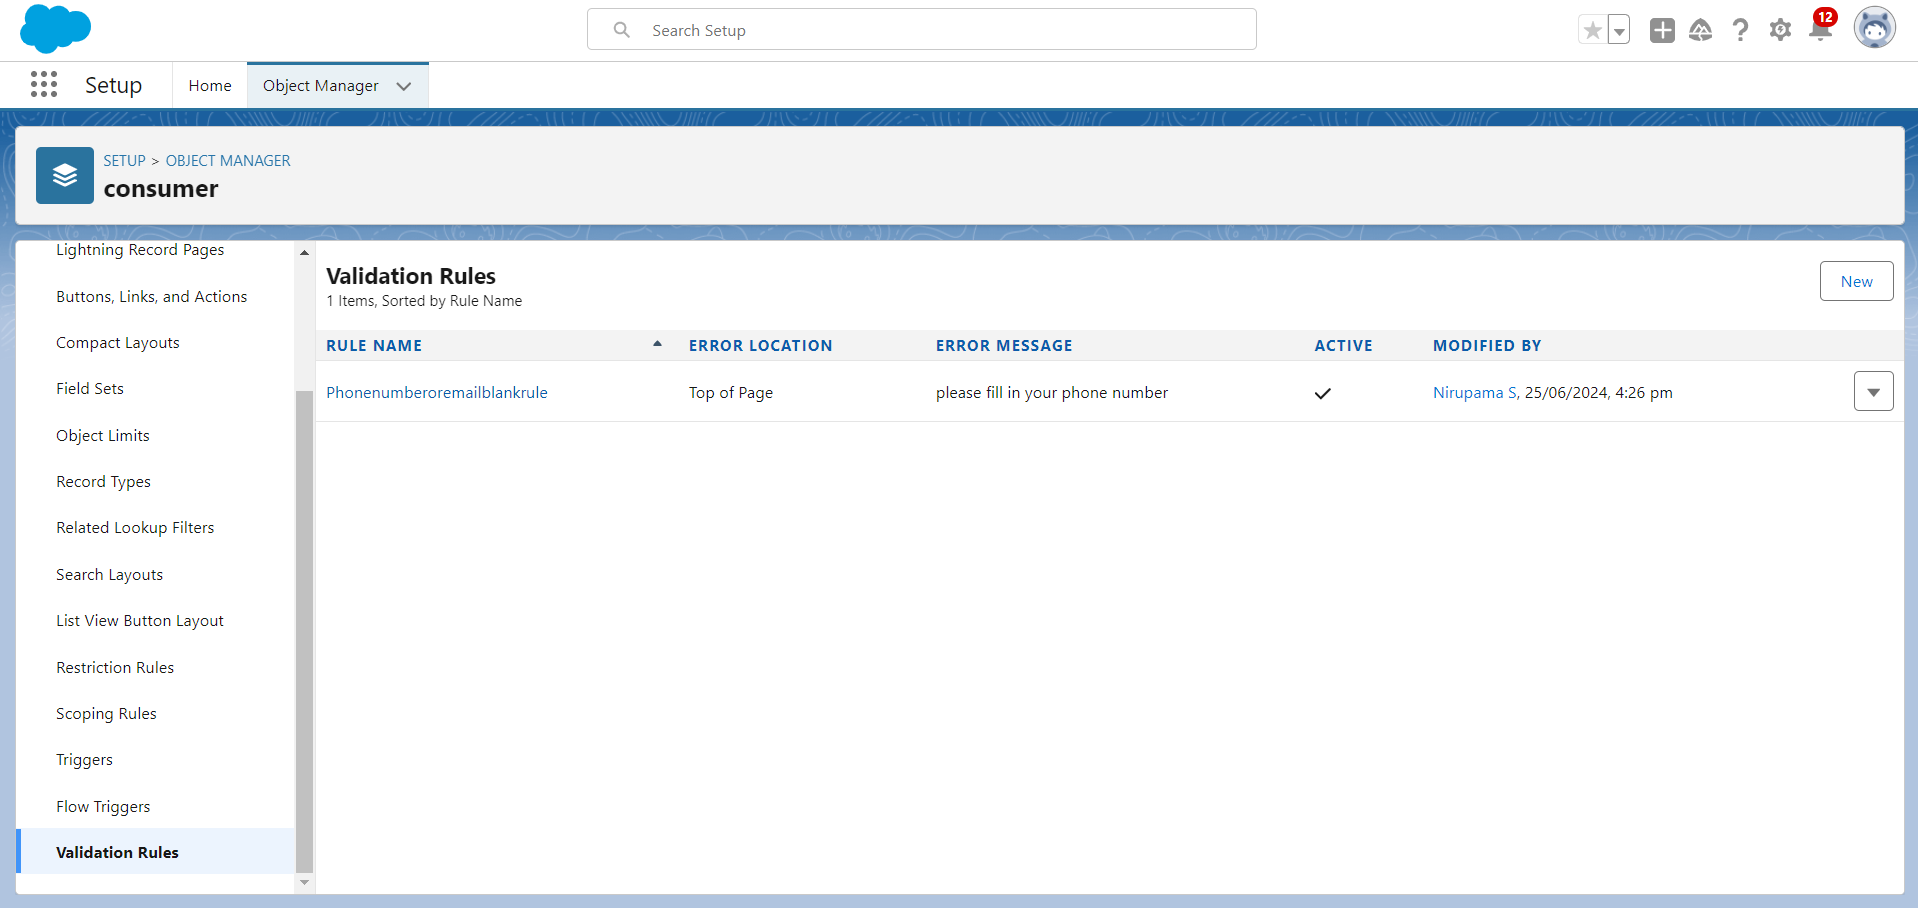 Search Setup
12
Setup
Home
Object Manager
SETUP > OBJECT MANAGER
consumer
Lightning Record Pages
Buttons, Links, and Actions
Compact Layouts
Field Sets
Object Limits
Record Types
Related Lookup Filters
Search Layouts
List View Button Layout
Restriction Rules
Scoping Rules
Triggers
Flow Triggers
Validation Rules
Validation Rules
1 Items, Sorted by Rule Name
New
RULE NAME ERROR LOCATION ERROR MESSAGE ACTIVE MODIFIED BY
Phonenumberoremailblankrule Top of Page please fill in your phone number Nirupama S, 25/06/2024, 4:26 pm